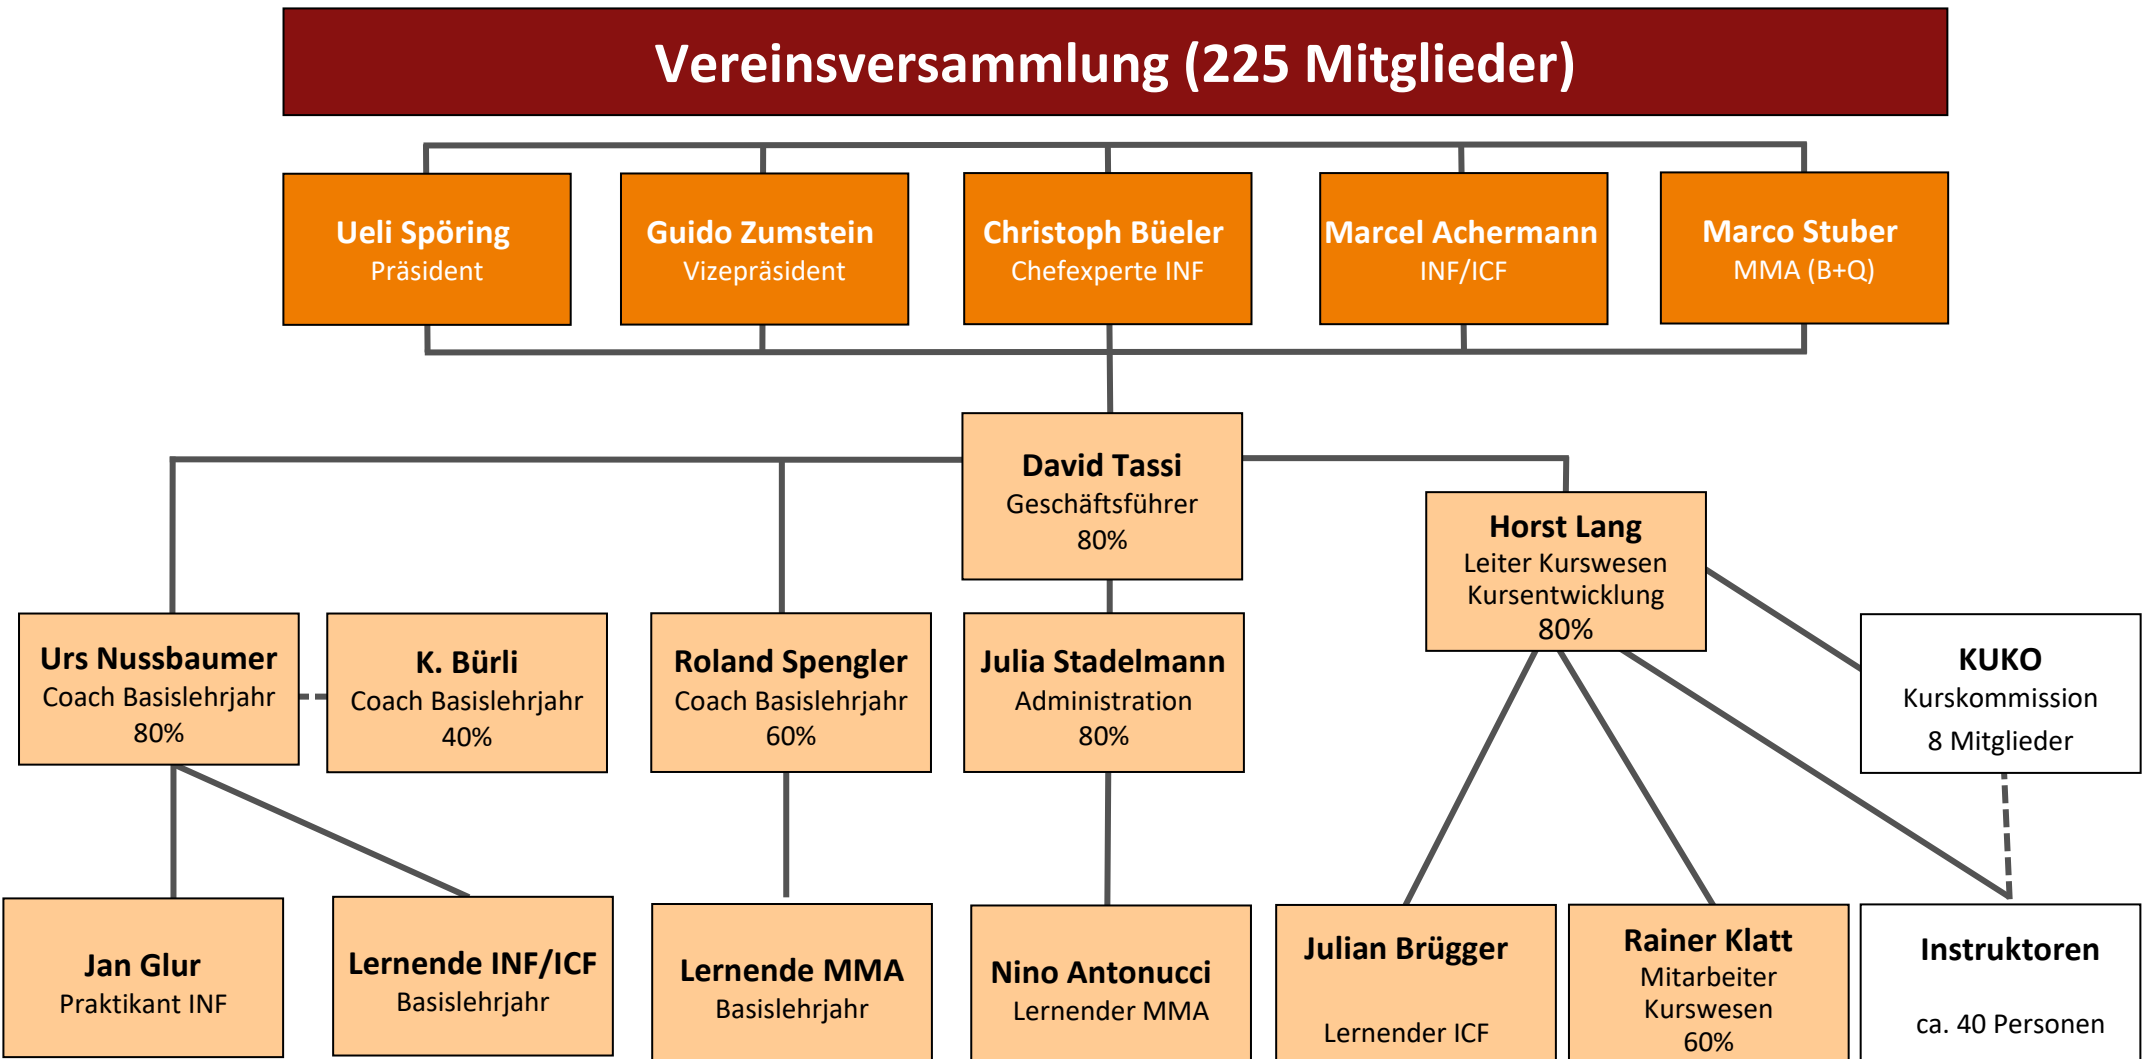 Vereinsversammlung (225 Mitglieder)
Ueli Spöring
Präsident
Guido Zumstein
Vizepräsident
Christoph Büeler
Chefexperte INF
Marcel Achermann
INF/ICF
Marco Stuber
MMA (B+Q)
David Tassi
Geschäftsführer
80%
Horst Lang
Leiter Kurswesen
Kursentwicklung
80%
Urs Nussbaumer
Coach Basislehrjahr
80%
K. Bürli
Coach Basislehrjahr
40%
Roland Spengler
Coach Basislehrjahr
60%
Julia Stadelmann
Administration
80%
KUKO
Kurskommission
8 Mitglieder
Jan Glur
Praktikant INF
Lernende INF/ICF
Basislehrjahr
Lernende MMA
Basislehrjahr
Nino Antonucci
Lernender MMA
Julian Brügger
Lernender ICF
Rainer Klatt
Mitarbeiter
Kurswesen
60%
Instruktoren
ca. 40 Personen